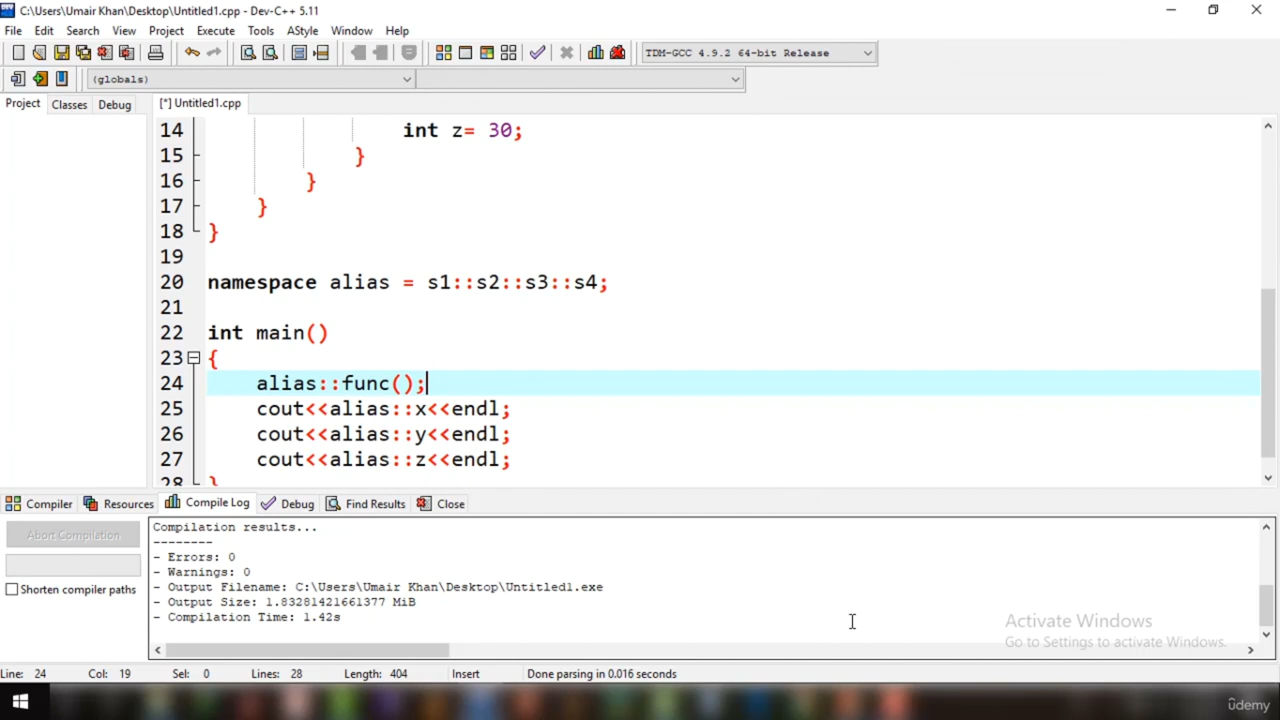 C:\Users\Umair Khan\Desktop\Untitled1.cpp - Dev-C++ 5.11
File Edit Search View Project Execute Tools AStyle Window Help
TDM-GCC 4.9.2 64-bit Release
(globals)
Project Classes Debug [*] Untitled1.cpp
14 int z= 30;
15 }
16 }
17 }
18 }
19
20 namespace alias = s1::s2::s3::s4;
21
22 int main()
23 {
24 alias::func();
25 cout<<alias::x<<endl;
26 cout<<alias::y<<endl;
27 cout<<alias::z<<endl;
28 }
Compiler Resources Compile Log Debug Find Results Close
Abort Compilation
Shorten compiler paths
Compilation results...
--------
- Errors: 0
- Warnings: 0
- Output Filename: C:\Users\Umair Khan\Desktop\Untitled1.exe
- Output Size: 1.83281421661377 MiB
- Compilation Time: 1.42s
Activate Windows
Go to Settings to activate Windows.
Line: 24 Col: 19 Sel: 0 Lines: 28 Length: 404 Insert Done parsing in 0.016 seconds
ûdemy